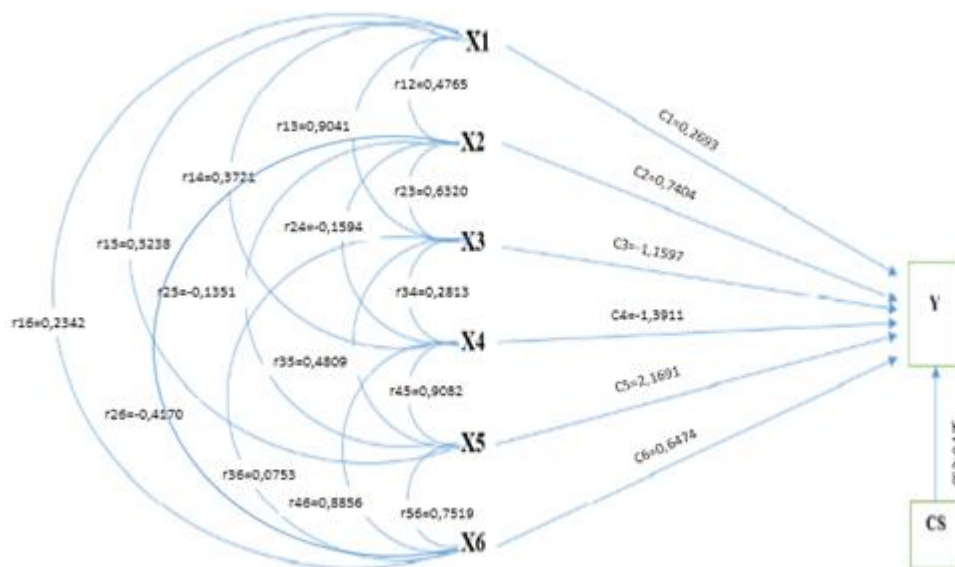 X1
r12=0,4765
C1=0,2693
r13=0,9041
X2
C2=0,7404
r14=0,3721
r23=0,6320
r24=-0,1594
X3
r15=0,5238
C3=-1,1597
r25=-0,1351
r34=0,2813
Y
r16=0,2342
C4=-1,3911
X4
r35=0,4809
r45=0,9082
C5=2,1691
r26=-0,4170
X5
C6=0,6474
r36=0,0753
r46=0,8856
r56=0,7519
CS
X6